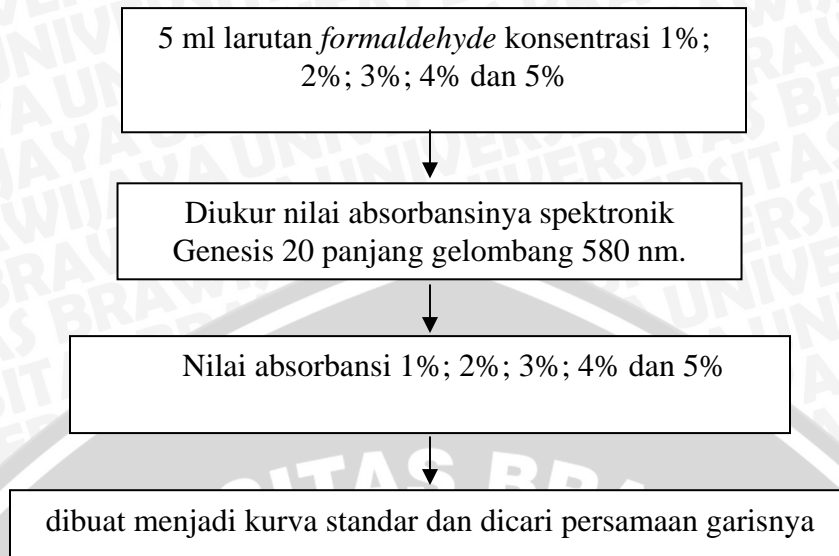 5 ml larutan formaldehyde konsentrasi 1%;
2%; 3%; 4% dan 5%
Diukur nilai absorbansinya spektronik
Genesis 20 panjang gelombang 580 nm.
Nilai absorbansi 1%; 2%; 3%; 4% dan 5%
dibuat menjadi kurva standar dan dicari persamaan garisnya